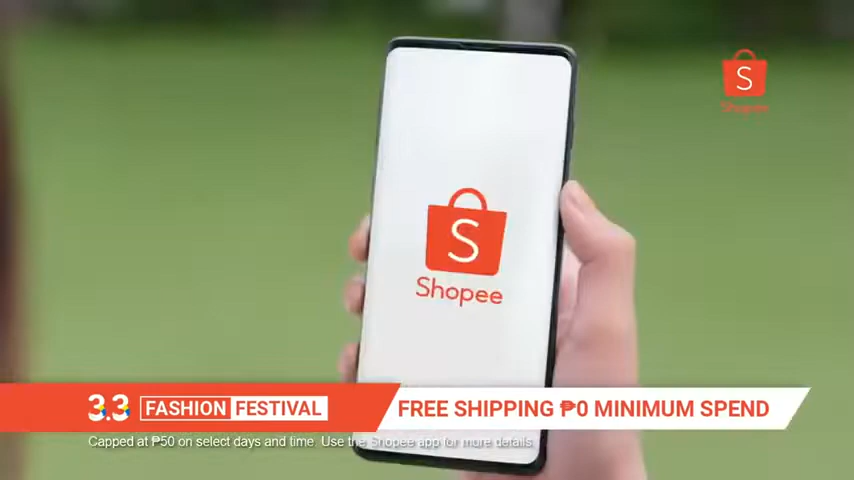 S
Shopee
S
Shopee
3.3 FASHION FESTIVAL
FREE SHIPPING ₱0 MINIMUM SPEND
Capped at ₱50 on select days and time. Use the Shopee app for more details